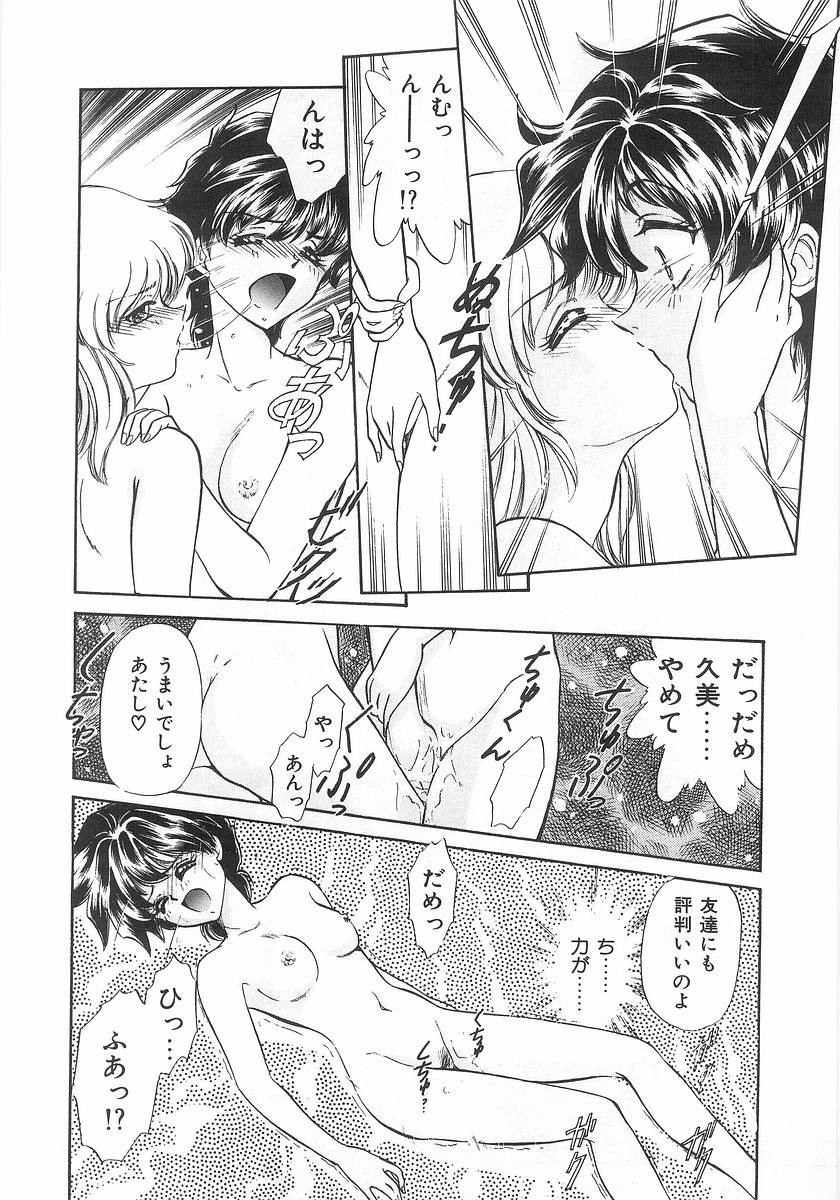 んむっ
んーっっ!?
ぬちゅ
んはっ
ぷはあっ
ビクッ
だっだめ
久美……
やめて
ちゅくん
ちゅぷっ
くぷっ
やっ
あんっ
うまいでしょ
あたし♡
くちゅっ
友達にも
評判いいのよ
ち……
力が……
だめっ
ひっ…
ふあっ!?
くちゅ
くちゅ…
ガクガク
ガク